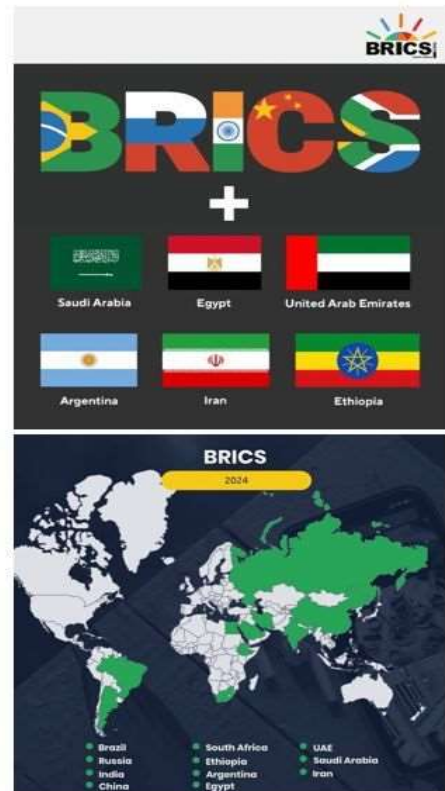 BRICS
BRICS
+
Saudi Arabia Egypt United Arab Emirates
Argentina Iran Ethiopia
BRICS
2024
Brazil South Africa UAE
Russia Ethiopia Saudi Arabia
India Argentina Iran
China Egypt